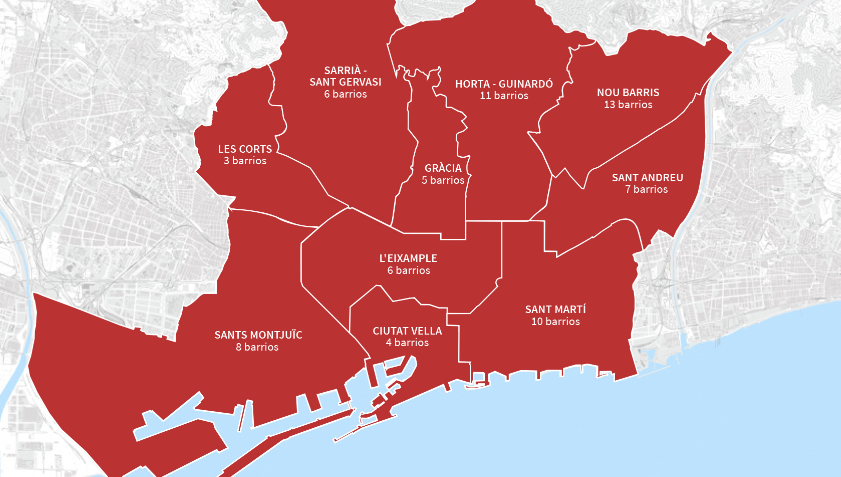 SARRIÀ -
SANT GERVASI
6 barrios
HORTA - GUINARDÓ
11 barrios
NOU BARRIS
13 barrios
LES CORTS
3 barrios
GRÀCIA
5 barrios
SANT ANDREU
7 barrios
L'EIXAMPLE
6 barrios
SANT MARTÍ
10 barrios
SANTS MONTJUÏC
8 barrios
CIUTAT VELLA
4 barrios